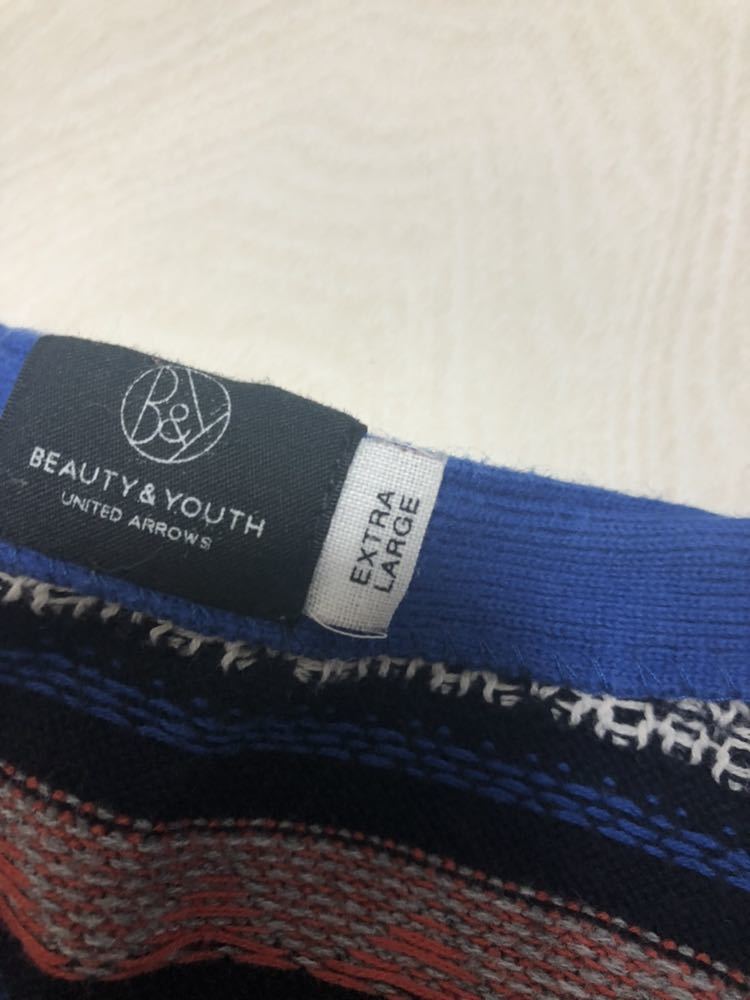 B&Y
BEAUTY & YOUTH
UNITED ARROWS
EXTRA
LARGE